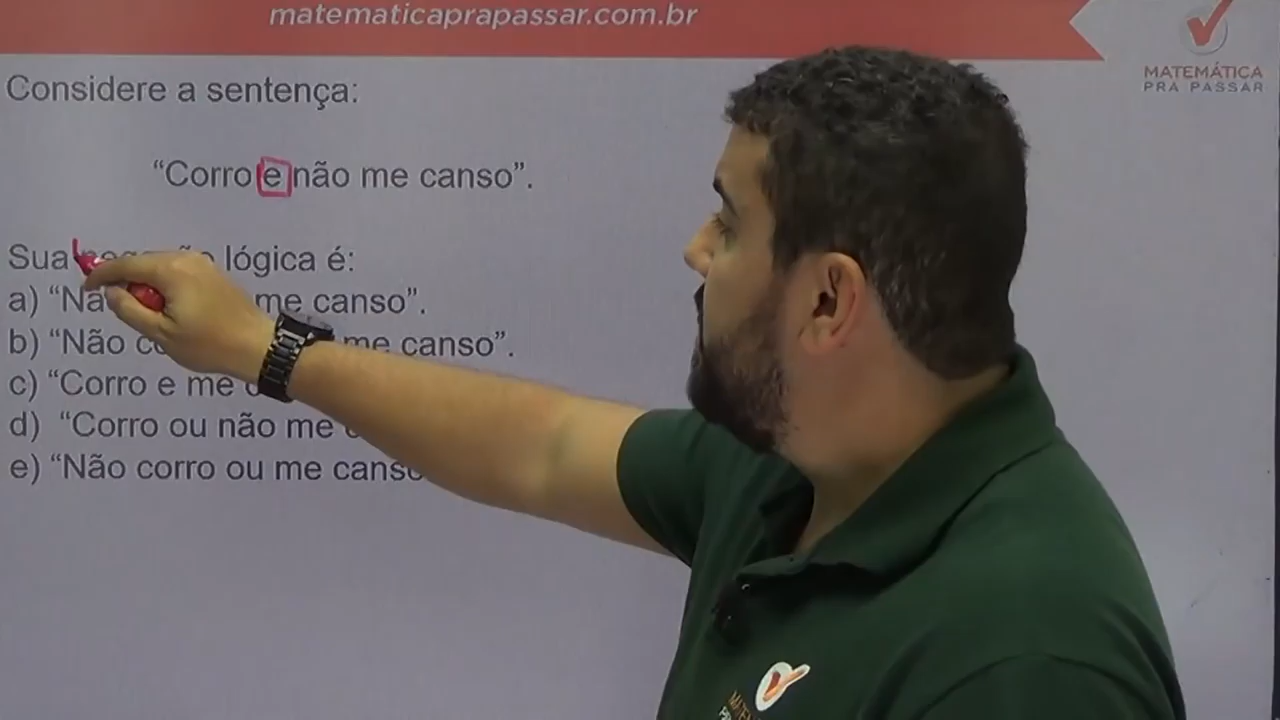 matematicaprapassar.com.br
MATEMÁTICA
PRA PASSAR
Considere a sentença:
“Corro e não me canso”.
Sua lógica é:
a) “Nã me canso”.
b) “Não me canso”.
c) “Corro e me
d) “Corro ou não me
e) “Não corro ou me canso